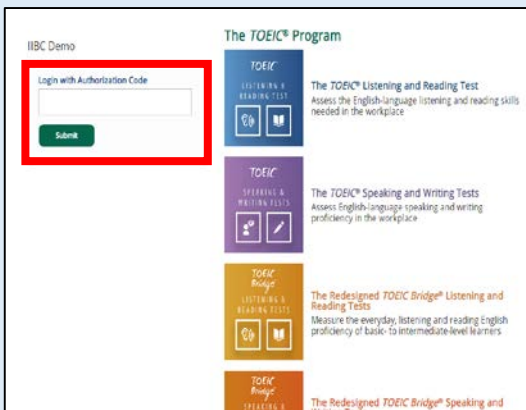 IIBC Demo
Login with Authorization Code
Submit
The TOEIC® Program
TOEIC
LISTENING &
READING TEST
The TOEIC® Listening and Reading Test
Assess the English-language listening and reading skills
needed in the workplace
TOEIC
SPEAKING &
WRITING TESTS
The TOEIC® Speaking and Writing Tests
Assess English-language speaking and writing
proficiency in the workplace
TOEIC
Bridge
LISTENING &
READING TESTS
The Redesigned TOEIC Bridge® Listening and
Reading Tests
Measure the everyday, listening and reading English
proficiency of basic- to intermediate-level learners
TOEIC
Bridge
SPEAKING &
The Redesigned TOEIC Bridge® Speaking and